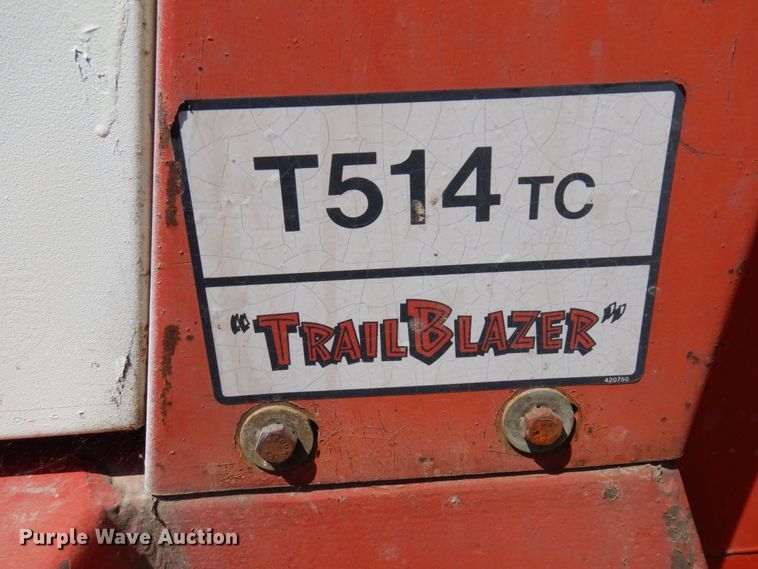 T514 TC
"TRAILBLAZER"
420750
Purple Wave Auction